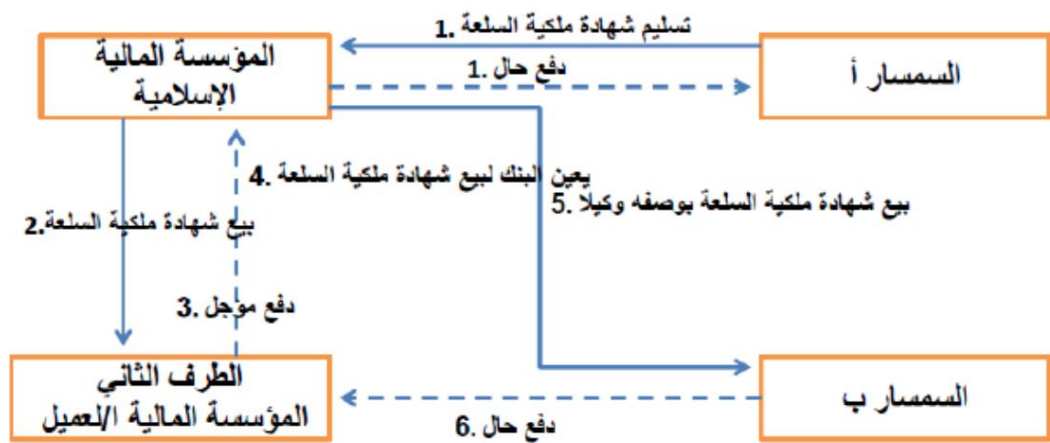 1. تسليم شهادة ملكية السلعة
السمسار أ
المؤسسة المالية
الإسلامية
1. دفع حال
4. يعين البنك لبيع شهادة ملكية السلعة
5. بيع شهادة ملكية السلعة بوصفه وكيلا
2. بيع شهادة ملكية السلعة
3. دفع مؤجل
الطرف الثاني
المؤسسة المالية /العميل
السمسار ب
6. دفع حال